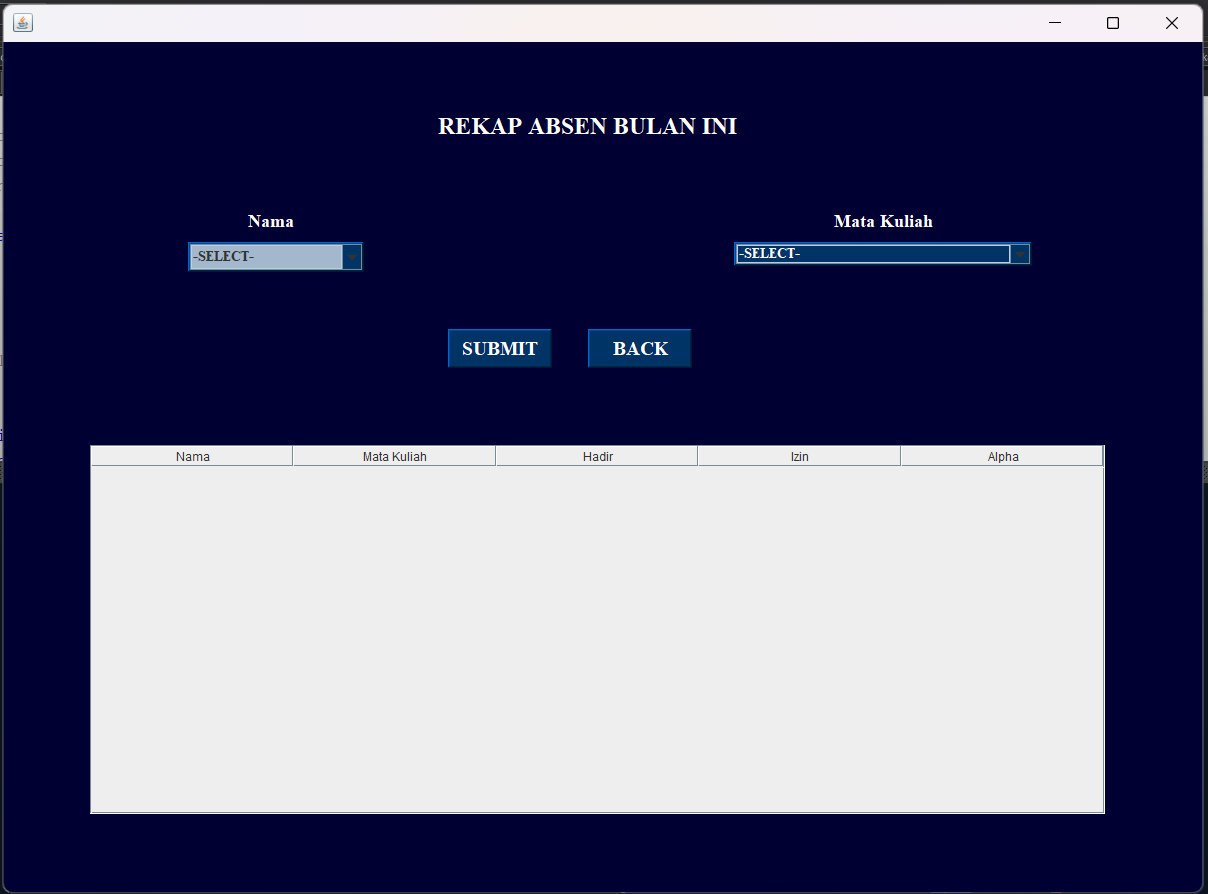 REKAP ABSEN BULAN INI
Nama
Mata Kuliah
-SELECT-
-SELECT-
SUBMIT
BACK
Nama Mata Kuliah Hadir Izin Alpha